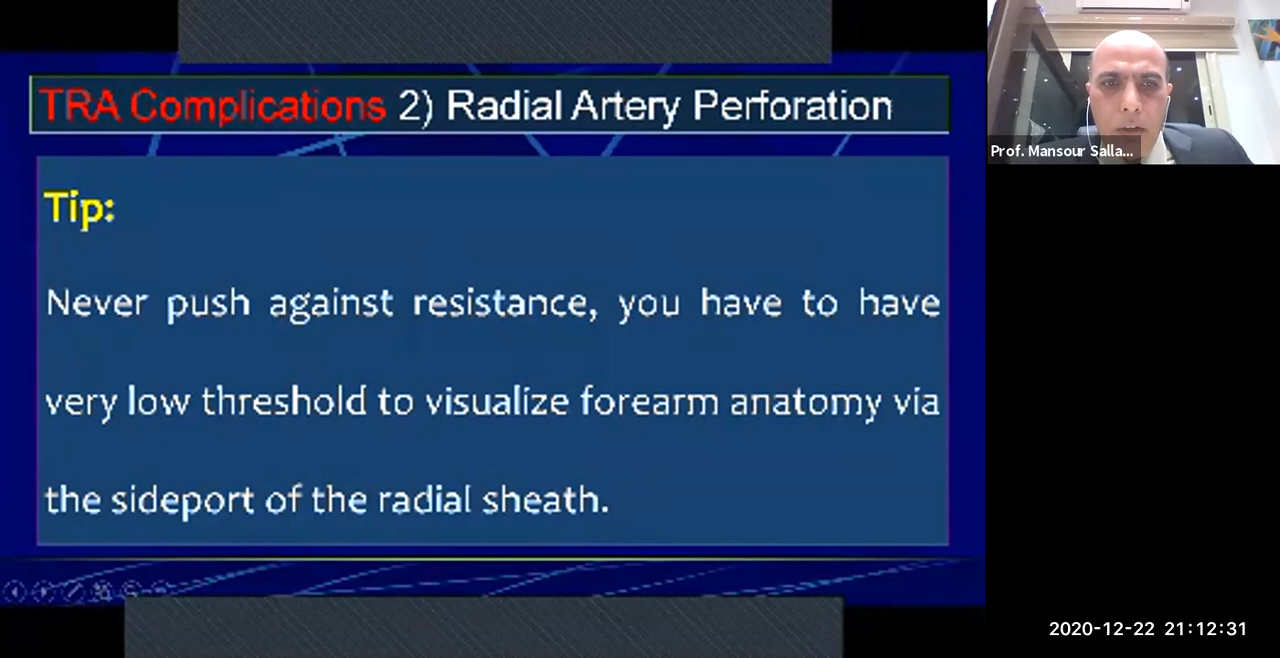 TRA Complications 2) Radial Artery Perforation
Tip:
Never push against resistance, you have to have
very low threshold to visualize forearm anatomy via
the sideport of the radial sheath.
Prof. Mansour Salla...
2020-12-22 21:12:31